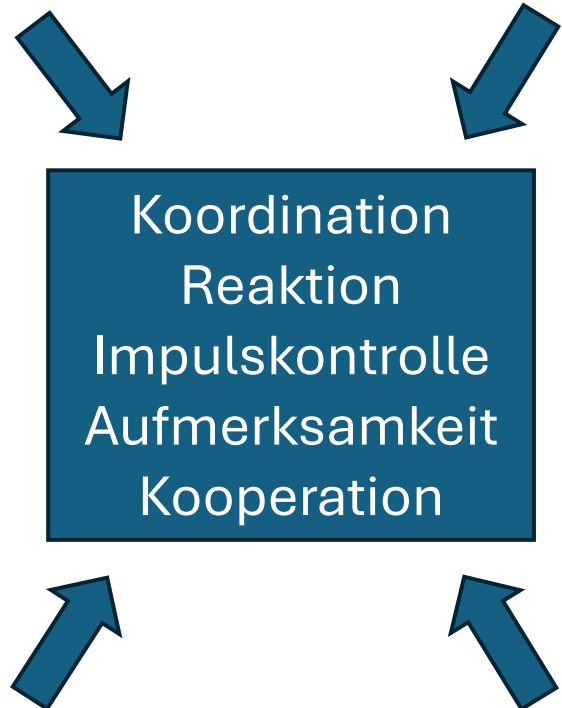 Koordination
Reaktion
Impulskontrolle
Aufmerksamkeit
Kooperation